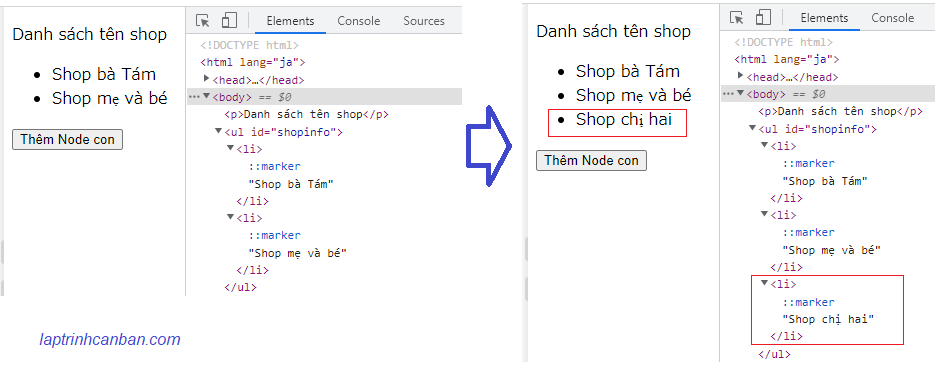 Danh sách tên shop
Shop bà Tám
Shop mẹ và bé
Thêm Node con
Elements Console Sources
<!DOCTYPE html>
<html lang="ja">
<head>…</head>
<body> == $0
<p>Danh sách tên shop</p>
<ul id="shopinfo">
<li>
::marker
"Shop bà Tám"
</li>
<li>
::marker
"Shop mẹ và bé"
</li>
</ul>
laptrinhcanban.com
Danh sách tên shop
Shop bà Tám
Shop mẹ và bé
Shop chị hai
Thêm Node con
Elements Console
<!DOCTYPE html>
<html lang="ja">
<head>…</head>
<body> == $0
<p>Danh sách tên shop</p>
<ul id="shopinfo">
<li>
::marker
"Shop bà Tám"
</li>
<li>
::marker
"Shop mẹ và bé"
</li>
<li>
::marker
"Shop chị hai"
</li>
</ul>